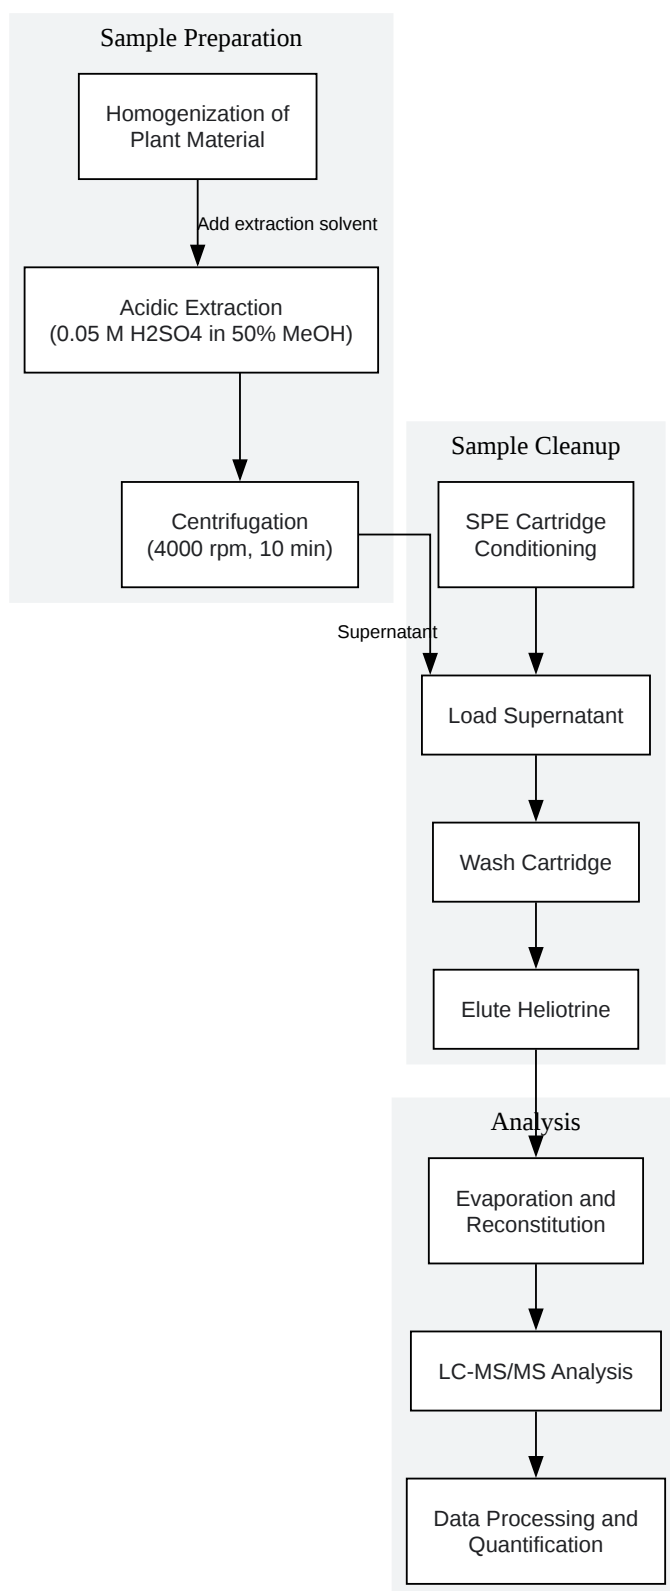 Sample Preparation
Homogenization of
Plant Material
Add extraction solvent
Acidic Extraction
(0.05 M H2SO4 in 50% MeOH)
Centrifugation
(4000 rpm, 10 min)
Supernatant
Sample Cleanup
SPE Cartridge
Conditioning
Load Supernatant
Wash Cartridge
Elute Heliotrine
Analysis
Evaporation and
Reconstitution
LC-MS/MS Analysis
Data Processing and
Quantification